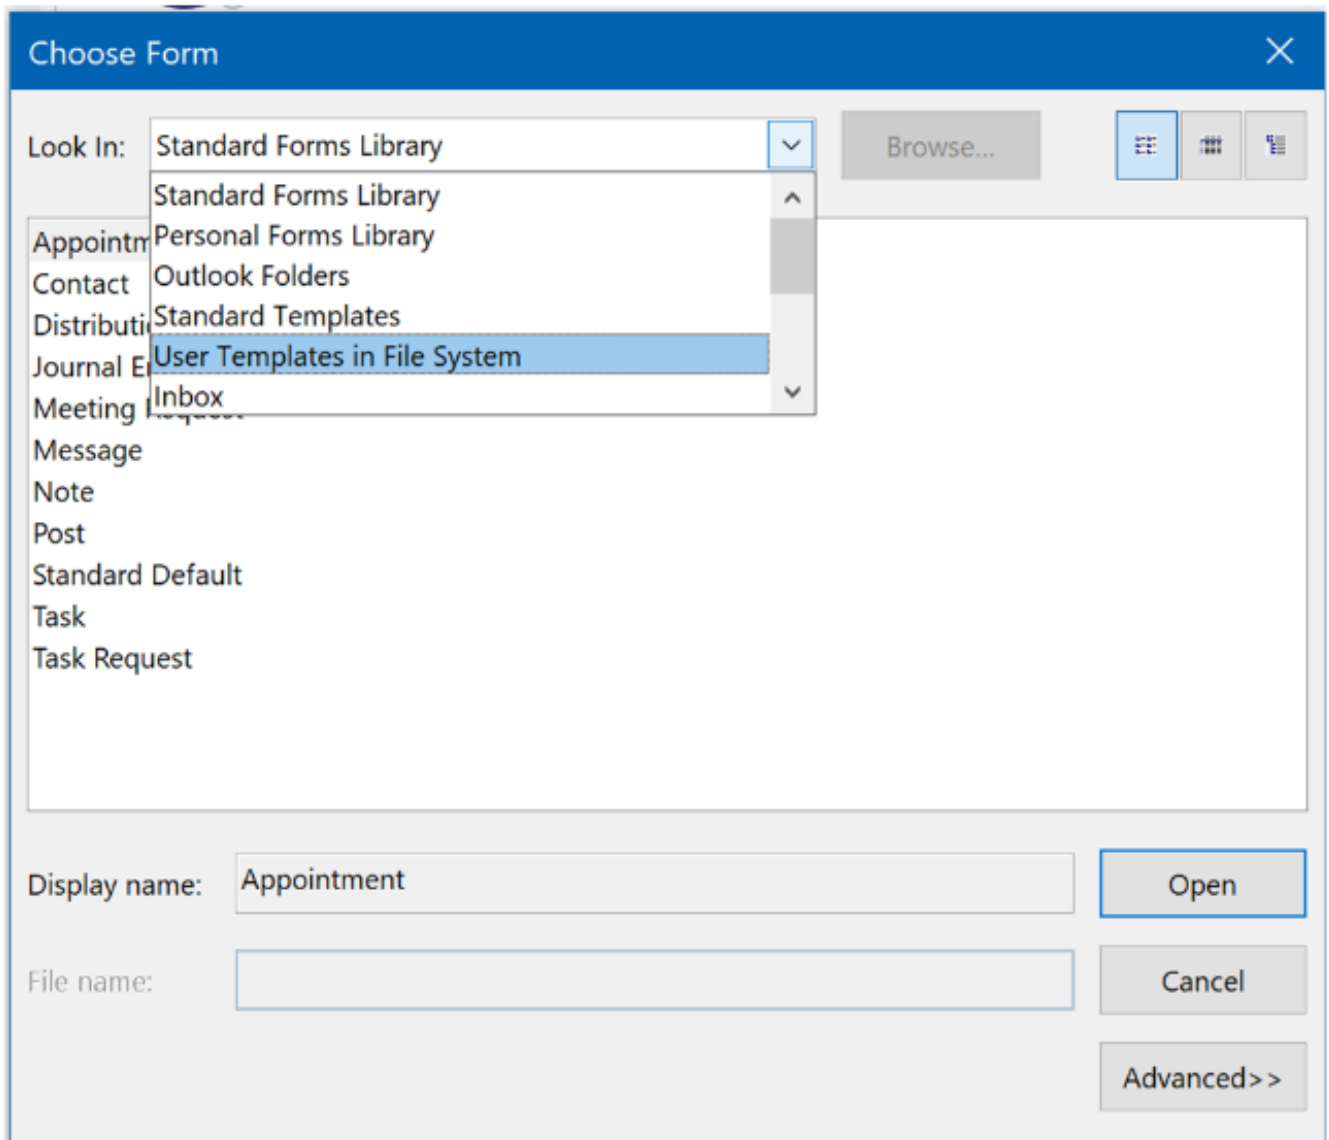 Choose Form
Look In: Standard Forms Library Browse...
Standard Forms Library
Personal Forms Library
Outlook Folders
Standard Templates
User Templates in File System
Inbox
Contact
Meeting
Message
Note
Post
Standard Default
Task
Task Request
Display name: Appointment Open
File name: Cancel
Advanced>>